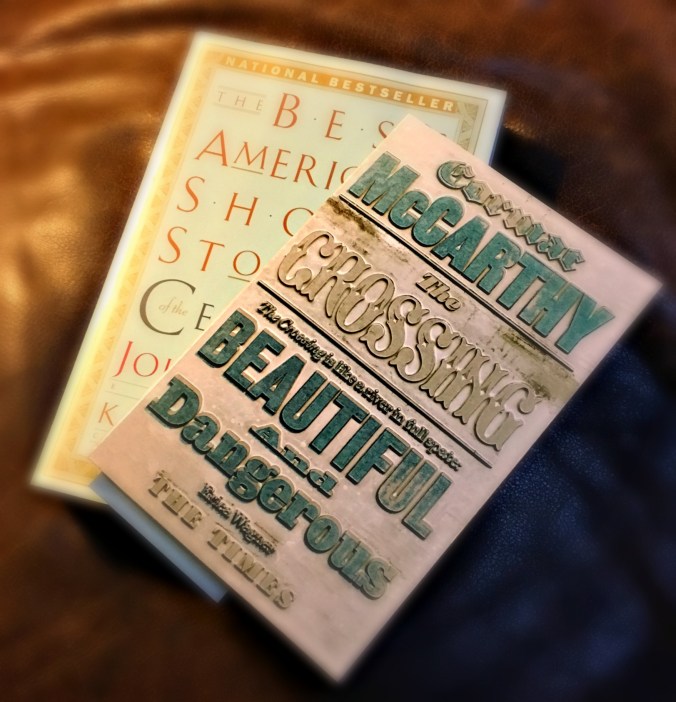 NATIONAL BESTSELLER
THE
B·E·S
AMERIC
S·H·O
STO
of the
CE
JO
K
Cormac
McCARTHY
The
CROSSING
The Crossing is like a river in full spate:
BEAUTIFUL
And
Dangerous
Erica Wagner
THE TIMES